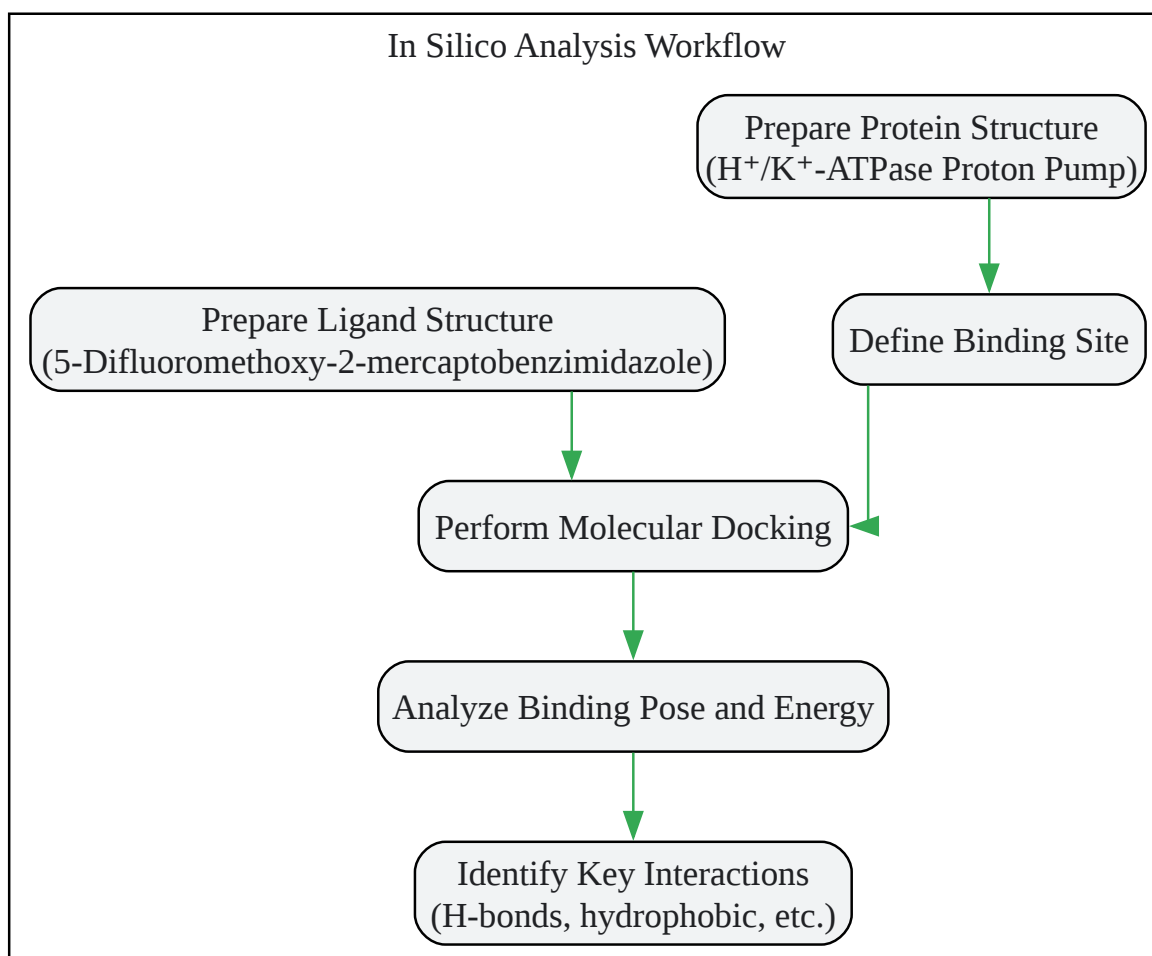 In Silico Analysis Workflow
Prepare Protein Structure
(H⁺/K⁺-ATPase Proton Pump)
Prepare Ligand Structure
(5-Difluoromethoxy-2-mercaptobenzimidazole)
Define Binding Site
Perform Molecular Docking
Analyze Binding Pose and Energy
Identify Key Interactions
(H-bonds, hydrophobic, etc.)